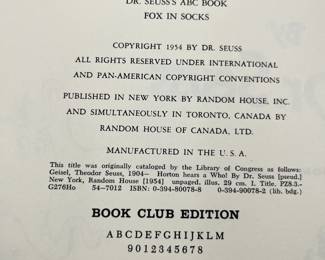 DR. SEUSS'S ABC BOOK
FOX IN SOCKS
COPYRIGHT 1954 BY DR. SEUSS
ALL RIGHTS RESERVED UNDER INTERNATIONAL
AND PAN-AMERICAN COPYRIGHT CONVENTIONS
PUBLISHED IN NEW YORK BY RANDOM HOUSE, INC.
AND SIMULTANEOUSLY IN TORONTO, CANADA BY
RANDOM HOUSE OF CANADA, LTD.
MANUFACTURED IN THE U. S. A.
This title was originally cataloged by the Library of Congress as follows:
Geisel, Theodor Seuss, 1904– Horton hears a Who! By Dr. Seuss [pseud.]
New York, Random House [1954] unpaged, illus. 29 cm. I. Title. PZ8.3.-
G276Ho 54-7012 ISBN: 0-394-80078-8 0-394-90078-2 (lib. bdg.)
BOOK CLUB EDITION
ABCDEFGHIJKLM
9012345678